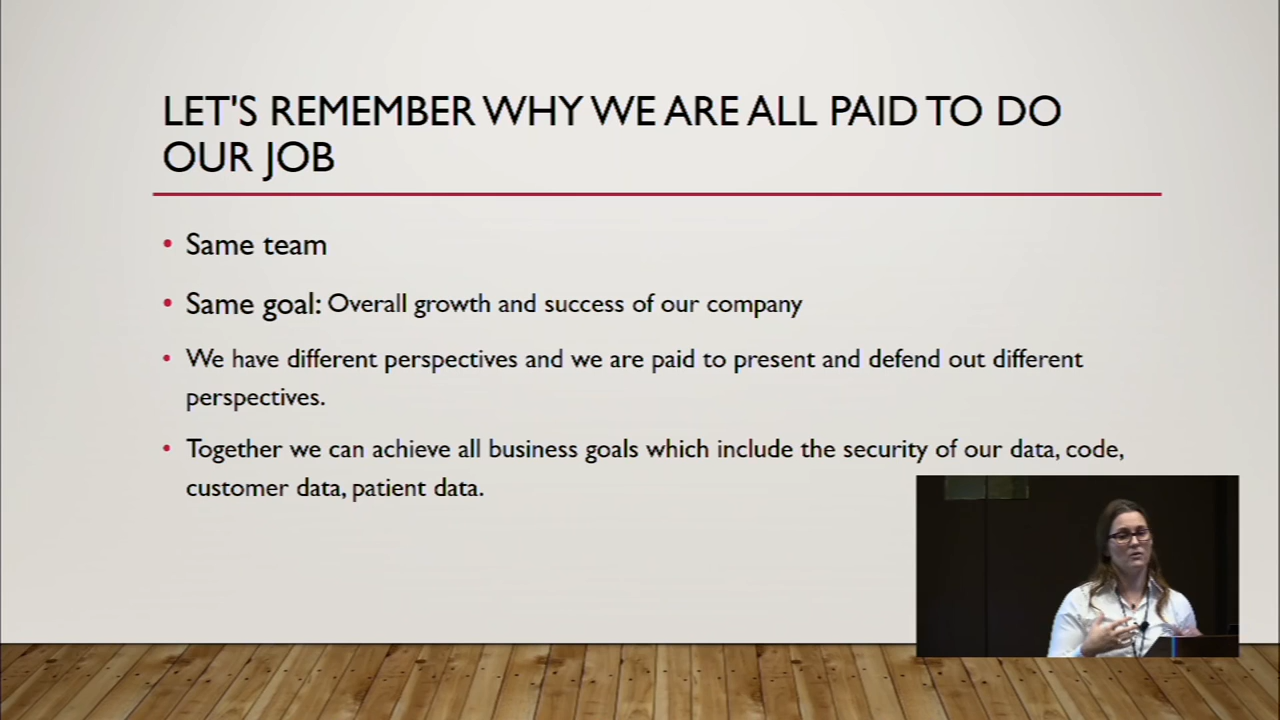 LET'S REMEMBER WHY WE ARE ALL PAID TO DO
OUR JOB
• Same team
• Same goal: Overall growth and success of our company
• We have different perspectives and we are paid to present and defend out different
perspectives.
• Together we can achieve all business goals which include the security of our data, code,
customer data, patient data.